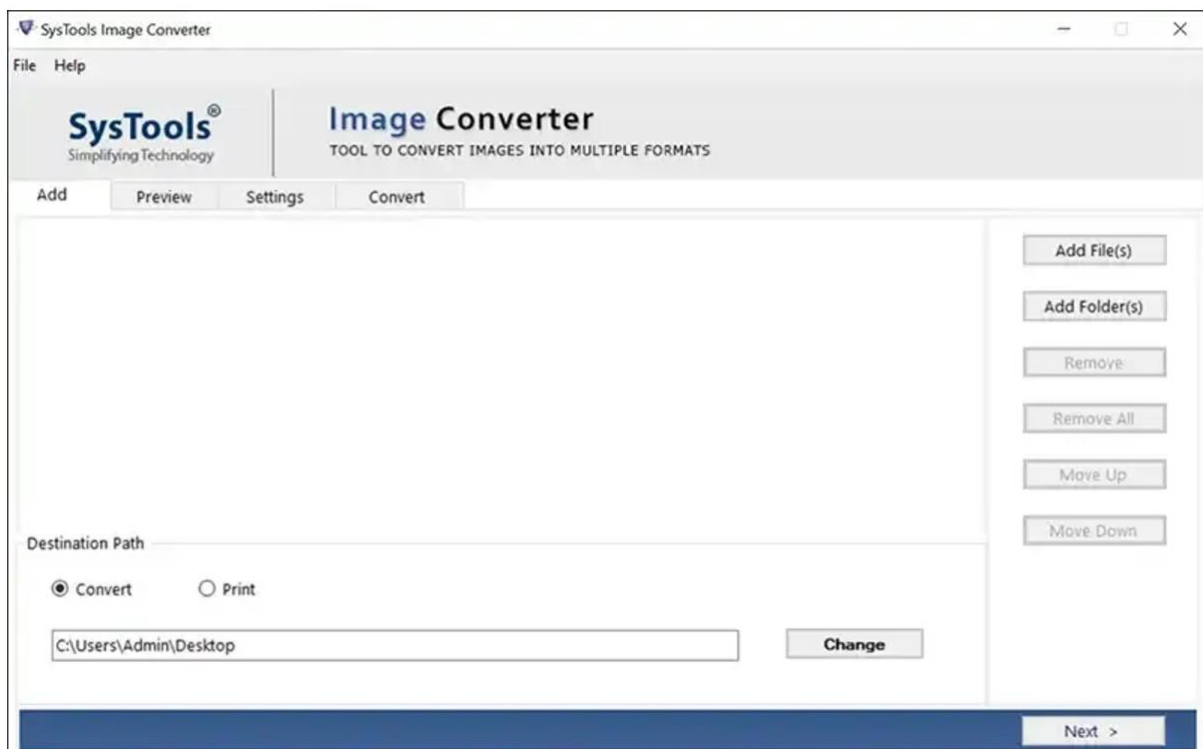 SysTools Image Converter
File Help
SysTools®
Simplifying Technology
Image Converter
TOOL TO CONVERT IMAGES INTO MULTIPLE FORMATS
Add Preview Settings Convert
Add File(s)
Add Folder(s)
Remove
Remove All
Move Up
Move Down
Destination Path
Convert Print
C:\Users\Admin\Desktop
Change
Next >